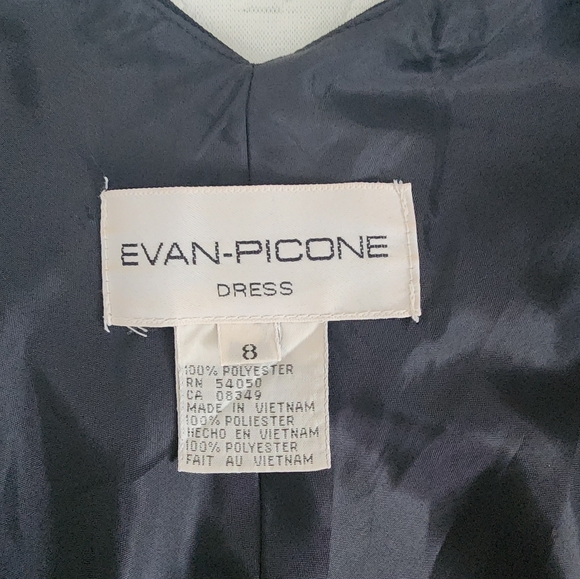 EVAN-PICONE
DRESS
8
100% POLYESTER
RN 54050
CA 08349
MADE IN VIETNAM
100% POLIESTER
HECHO EN VIETNAM
100% POLYESTER
FAIT AU VIETNAM